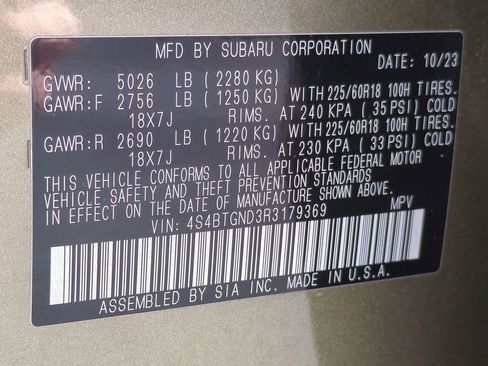 MFD BY SUBARU CORPORATION
DATE: 10/23
GVWR: 5026 LB (2280 KG)
GAWR:F 2756 LB (1250 KG) WITH 225/60R18 100H TIRES.
18X7J RIMS. AT 240 KPA (35 PSI) COLD
GAWR:R 2690 LB (1220 KG) WITH 225/60R18 100H TIRES.
18X7J RIMS. AT 230 KPA (33 PSI) COLD
THIS VEHICLE CONFORMS TO ALL APPLICABLE FEDERAL MOTOR
VEHICLE SAFETY AND THEFT PREVENTION STANDARDS
IN EFFECT ON THE DATE OF MANUFACTURE SHOWN ABOVE.
VIN: 4S4BTGND3R3179369 MPV
ASSEMBLED BY SIA INC. MADE IN U.S.A.